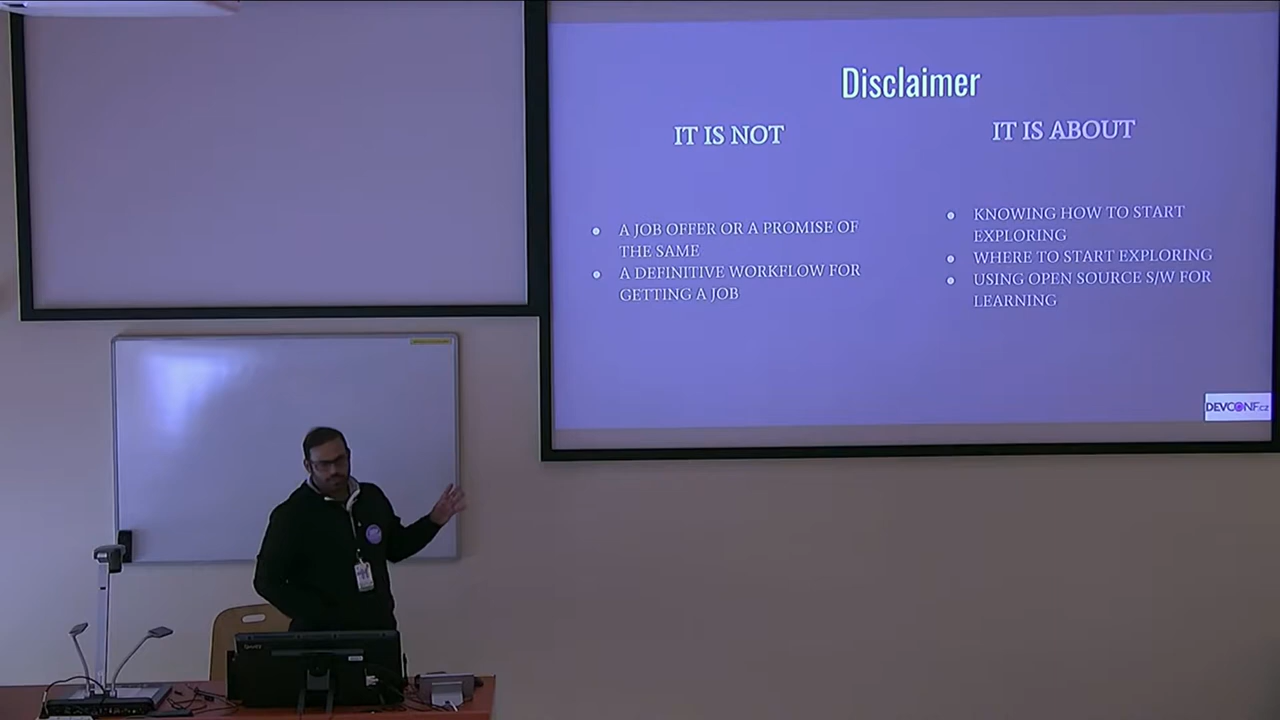 Disclaimer
IT IS NOT
A JOB OFFER OR A PROMISE OF
THE SAME
A DEFINITIVE WORKFLOW FOR
GETTING A JOB
IT IS ABOUT
KNOWING HOW TO START
EXPLORING
WHERE TO START EXPLORING
USING OPEN SOURCE S/W FOR
LEARNING
DEVCONF.cz